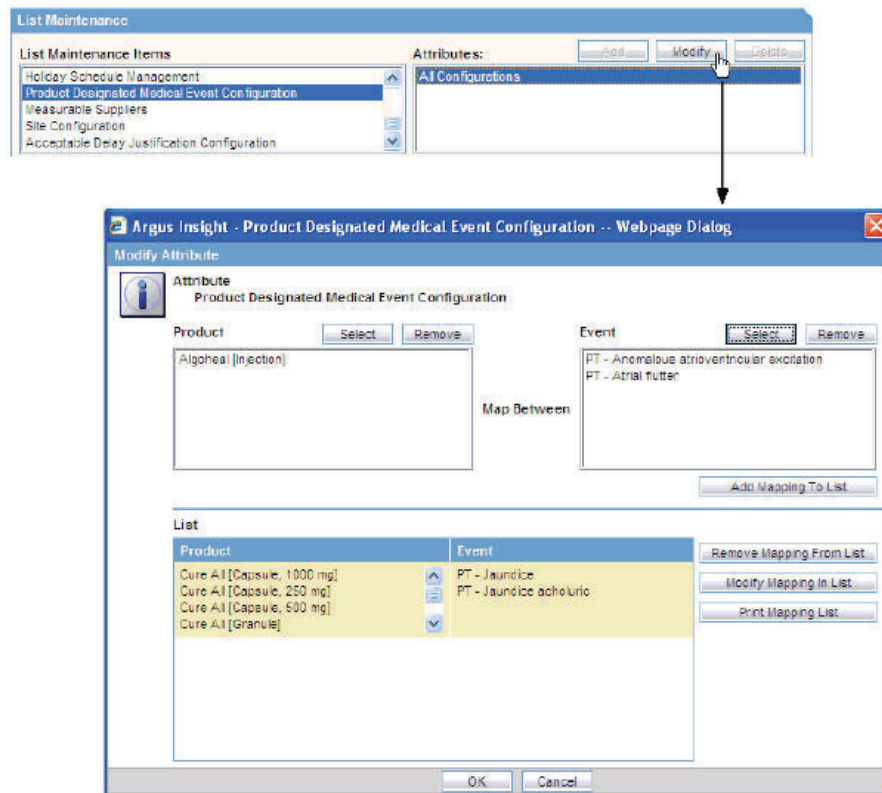 List Maintenance
List Maintenance Items
Attributes:
Add
Modify
Delete
Holiday Schedule Management
Product Designated Medical Event Configuration
Measurable Suppliers
Site Configuration
Acceptable Delay Justification Configuration
All Configurations
Argus Insight - Product Designated Medical Event Configuration -- Webpage Dialog
Modify Attribute
Attribute
Product Designated Medical Event Configuration
Product
Select
Remove
Event
Select
Remove
Algoheal [Injection]
Map Between
PT - Anomalous atrioventricular excitation
PT - Atrial flutter
Add Mapping To List
List
Product
Event
Cure All [Capsule, 1000 mg]
Cure All [Capsule, 250 mg]
Cure All [Capsule, 500 mg]
Cure All [Granule]
PT - Jaundice
PT - Jaundice acholuric
Remove Mapping From List
Modify Mapping In List
Print Mapping List
OK
Cancel